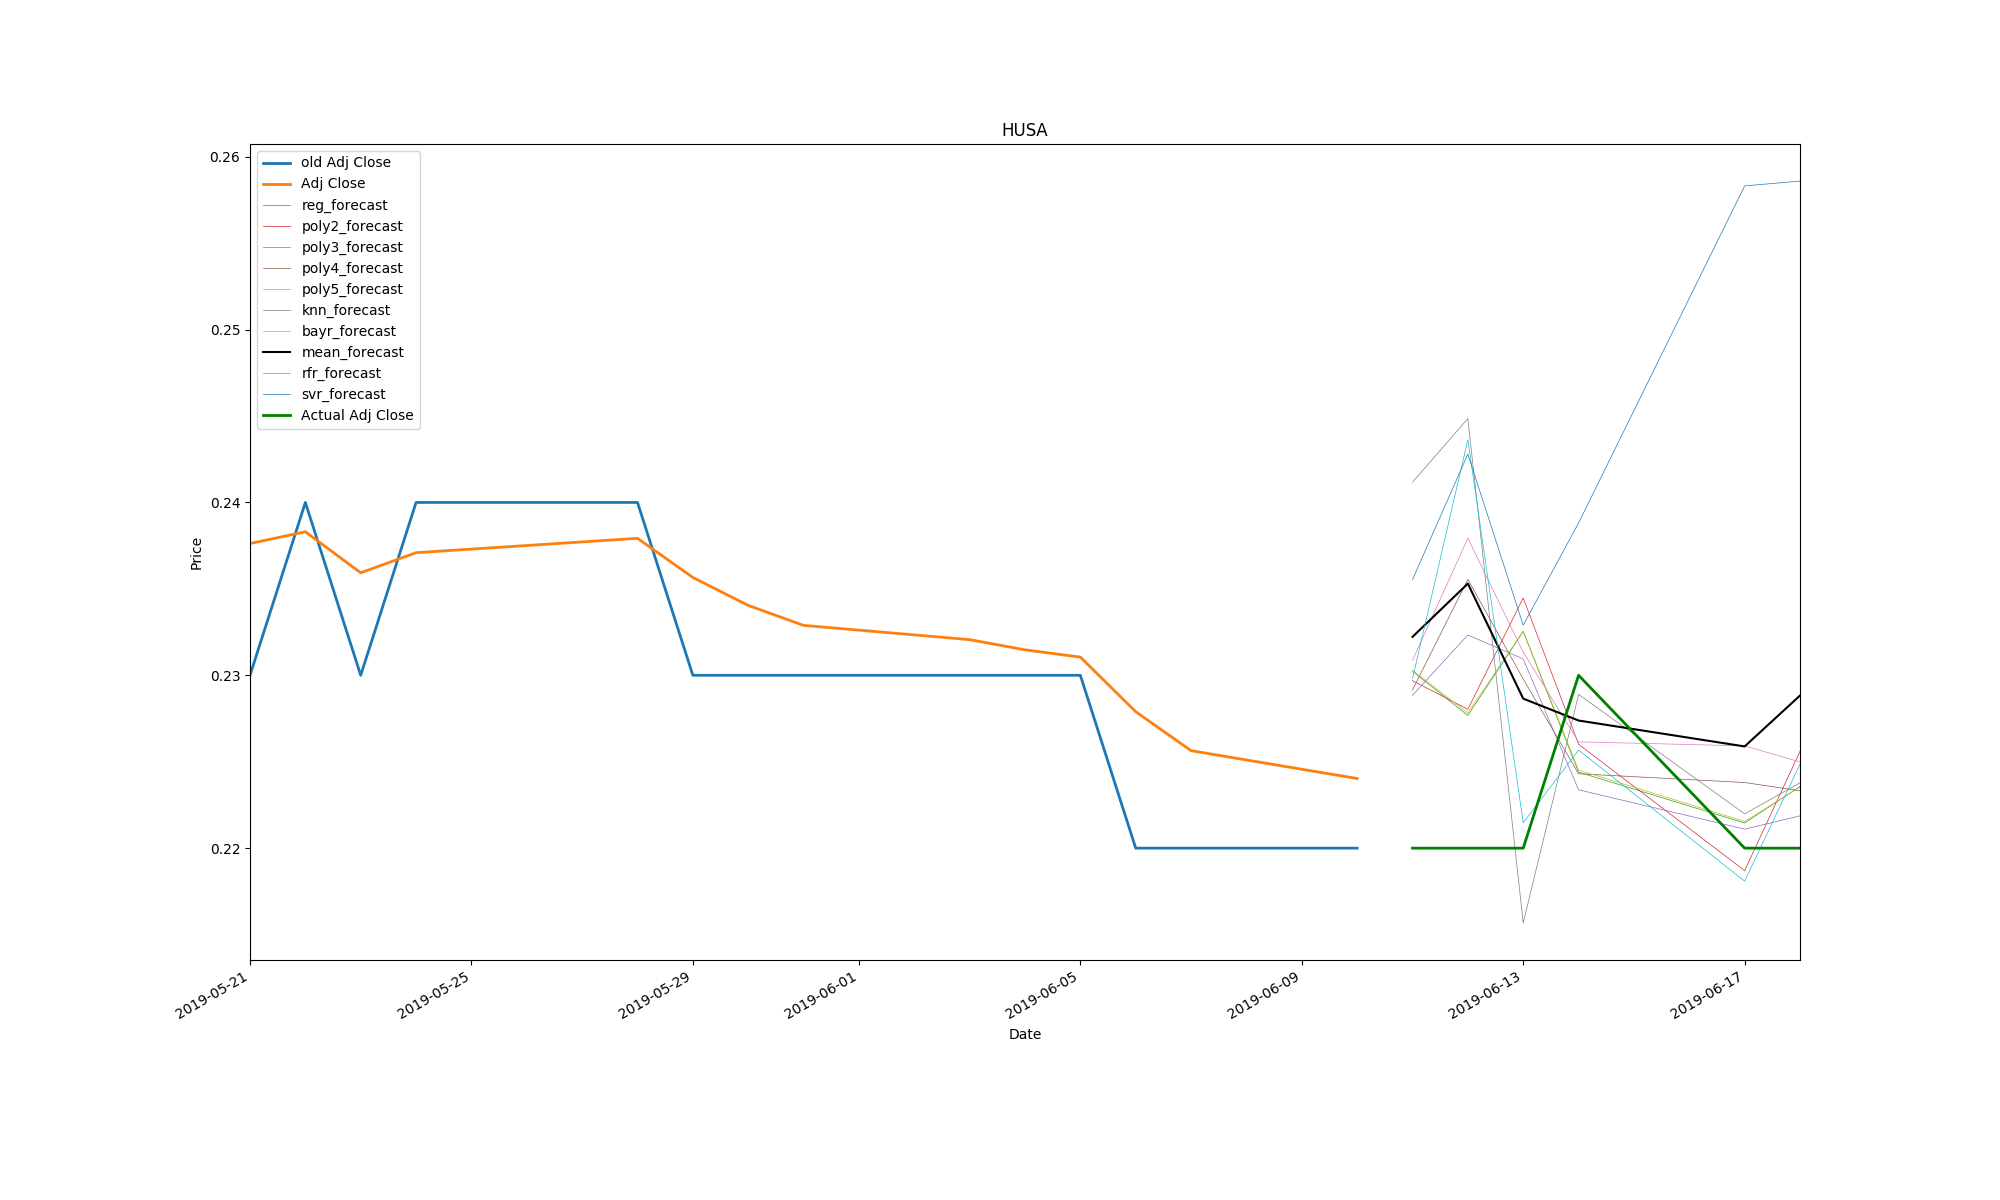 HUSA
old Adj Close
Adj Close
reg_forecast
poly2_forecast
poly3_forecast
poly4_forecast
poly5_forecast
knn_forecast
bayr_forecast
mean_forecast
rfr_forecast
svr_forecast
Actual Adj Close
0.26
0.25
0.24
0.23
0.22
Price
2019-05-21
2019-05-25
2019-05-29
2019-06-01
2019-06-05
2019-06-09
2019-06-13
2019-06-17
Date